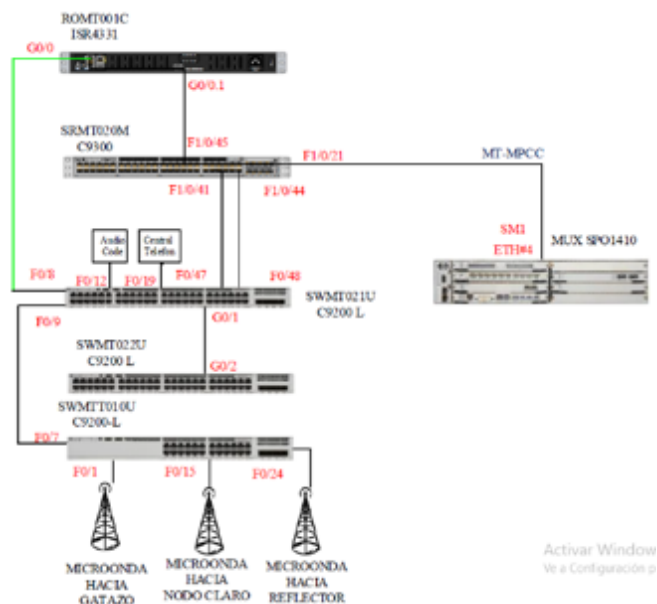 ROMT001C
ISR4331
G0/0
G0/0.1
SRMT020M
C9300
F1/0/45
F1/0/21
MT-MPCC
F1/0/41
F1/0/44
SM1
ETH#4
MUX SPO1410
Audio
Code
Central
Telefon
F0/8
F0/12
F0/19
F0/47
F0/48
SWMT021U
C9200 L
F0/9
G0/1
SWMT022U
C9200 L
G0/2
SWMTT010U
C9200-L
F0/7
F0/1
F0/15
F0/24
MICROONDA
HACIA
GATAZO
MICROONDA
HACIA
NODO CLARO
MICROONDA
HACIA
REFLECTOR
Activar Window
Ve a Configuración p